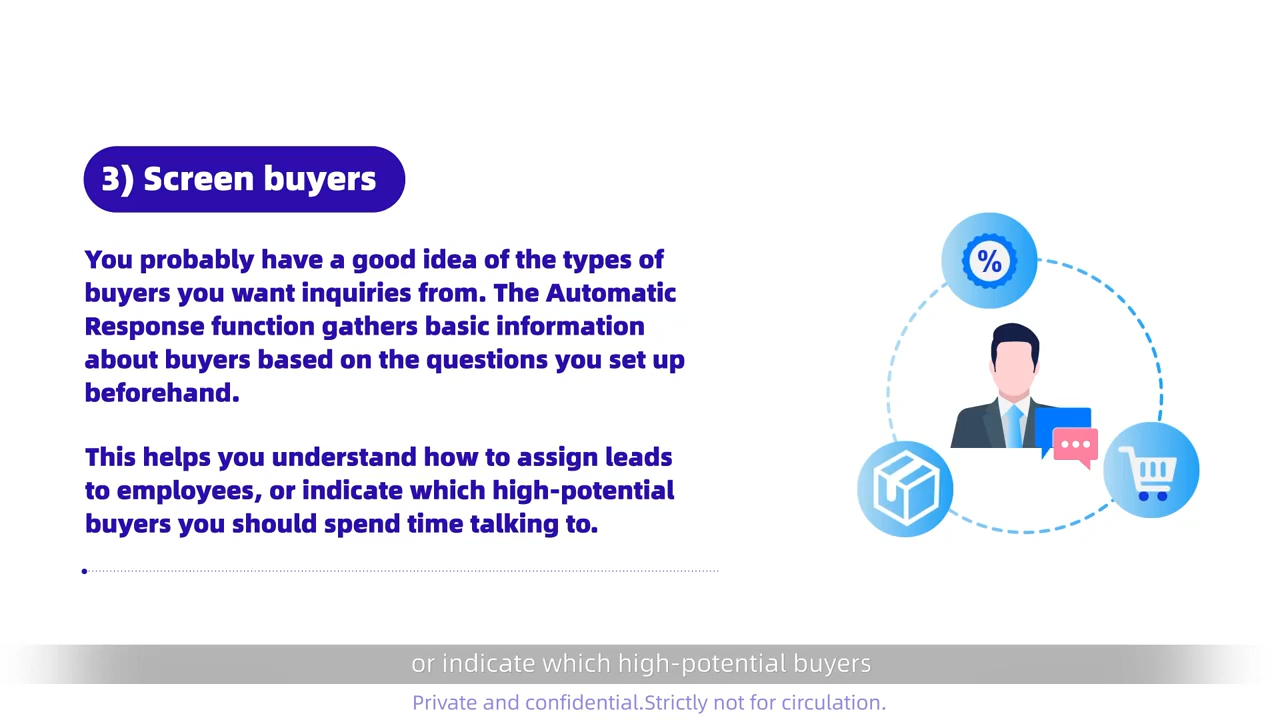 3) Screen buyers
You probably have a good idea of the types of
buyers you want inquiries from. The Automatic
Response function gathers basic information
about buyers based on the questions you set up
beforehand.
This helps you understand how to assign leads
to employees, or indicate which high-potential
buyers you should spend time talking to.
%
or indicate which high-potential buyers
Private and confidential.Strictly not for circulation.